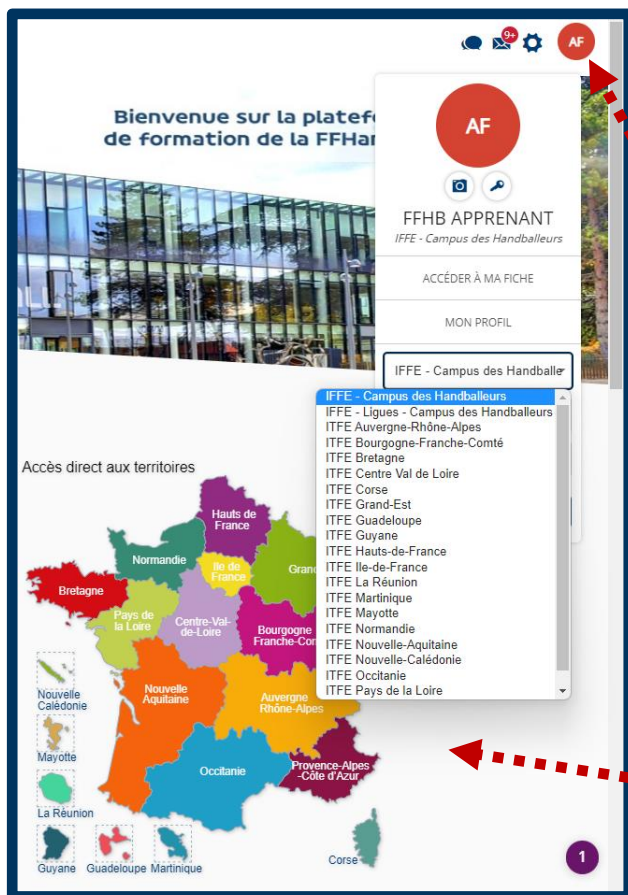 9+
AF
Bienvenue sur la platef
de formation de la FFHa
AF
FFHB APPRENANT
IFFE - Campus des Handballeurs
ACCÉDER À MA FICHE
MON PROFIL
IFFE - Campus des Handballe
IFFE - Campus des Handballeurs
IFFE - Ligues - Campus des Handballeurs
ITFE Auvergne-Rhône-Alpes
ITFE Bourgogne-Franche-Comté
ITFE Bretagne
ITFE Centre Val de Loire
ITFE Corse
ITFE Grand-Est
ITFE Guadeloupe
ITFE Guyane
ITFE Hauts-de-France
ITFE Ile-de-France
ITFE La Réunion
ITFE Martinique
ITFE Mayotte
ITFE Normandie
ITFE Nouvelle-Aquitaine
ITFE Nouvelle-Calédonie
ITFE Occitanie
ITFE Pays de la Loire
Accès direct aux territoires
Hauts de
France
Normandie
Ile de
France
Gran
Bretagne
Pays de
la Loire
Centre-Val-
de-Loire
Bourgogne
Franche-Com
Nouvelle
Calédonie
Nouvelle
Aquitaine
Auvergne
Rhône-Alpes
Mayotte
Occitanie
Provence-Alpes
-Côte d'Azur
La Réunion
Guyane
Guadeloupe
Martinique
Corse
1